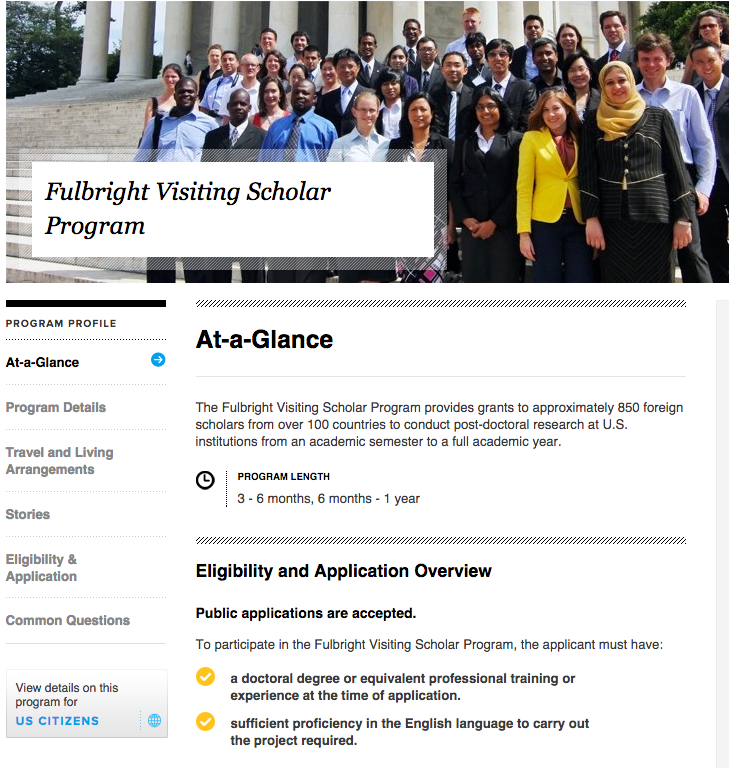 Fulbright Visiting Scholar
Program
PROGRAM PROFILE
At-a-Glance
Program Details
Travel and Living
Arrangements
Stories
Eligibility &
Application
Common Questions
View details on this
program for
US CITIZENS
At-a-Glance
The Fulbright Visiting Scholar Program provides grants to approximately 850 foreign
scholars from over 100 countries to conduct post-doctoral research at U.S.
institutions from an academic semester to a full academic year.
PROGRAM LENGTH
3 - 6 months, 6 months - 1 year
Eligibility and Application Overview
Public applications are accepted.
To participate in the Fulbright Visiting Scholar Program, the applicant must have:
a doctoral degree or equivalent professional training or
experience at the time of application.
sufficient proficiency in the English language to carry out
the project required.